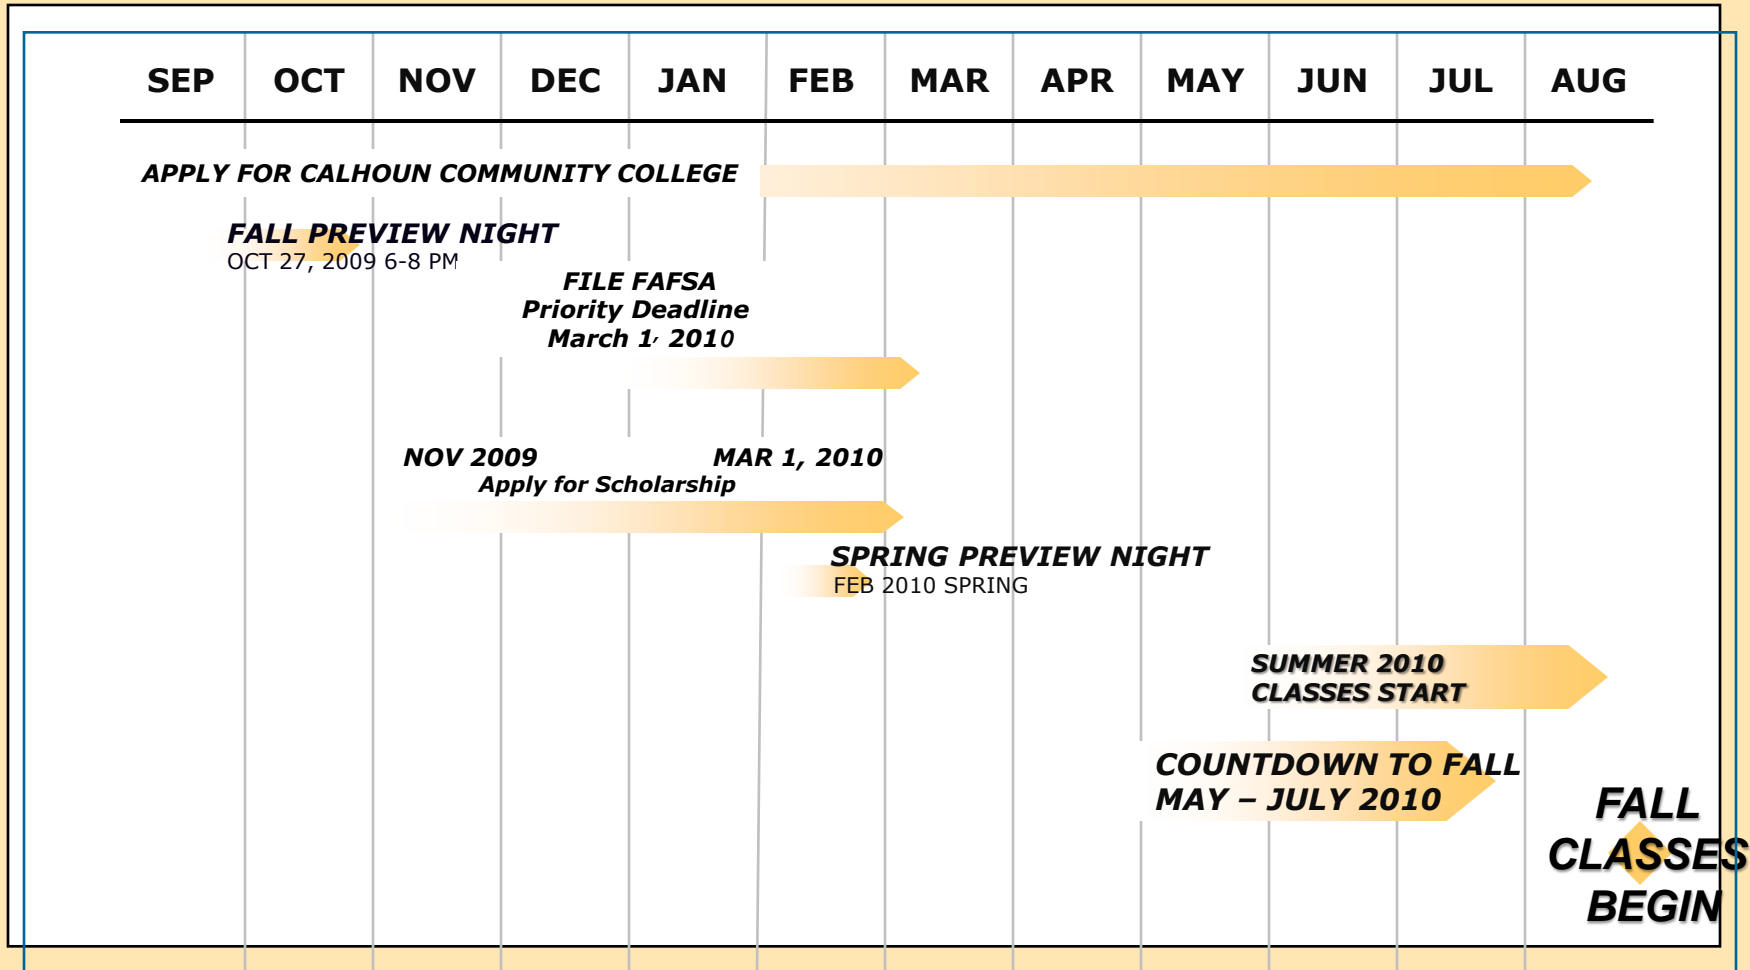 SEP OCT NOV DEC JAN FEB MAR APR MAY JUN JUL AUG
APPLY FOR CALHOUN COMMUNITY COLLEGE
FALL PREVIEW NIGHT
OCT 27, 2009 6-8 PM
FILE FAFSA
Priority Deadline
March 1, 2010
NOV 2009 MAR 1, 2010
Apply for Scholarship
SPRING PREVIEW NIGHT
FEB 2010 SPRING
SUMMER 2010
CLASSES START
COUNTDOWN TO FALL
MAY – JULY 2010
FALL
CLASSES
BEGIN